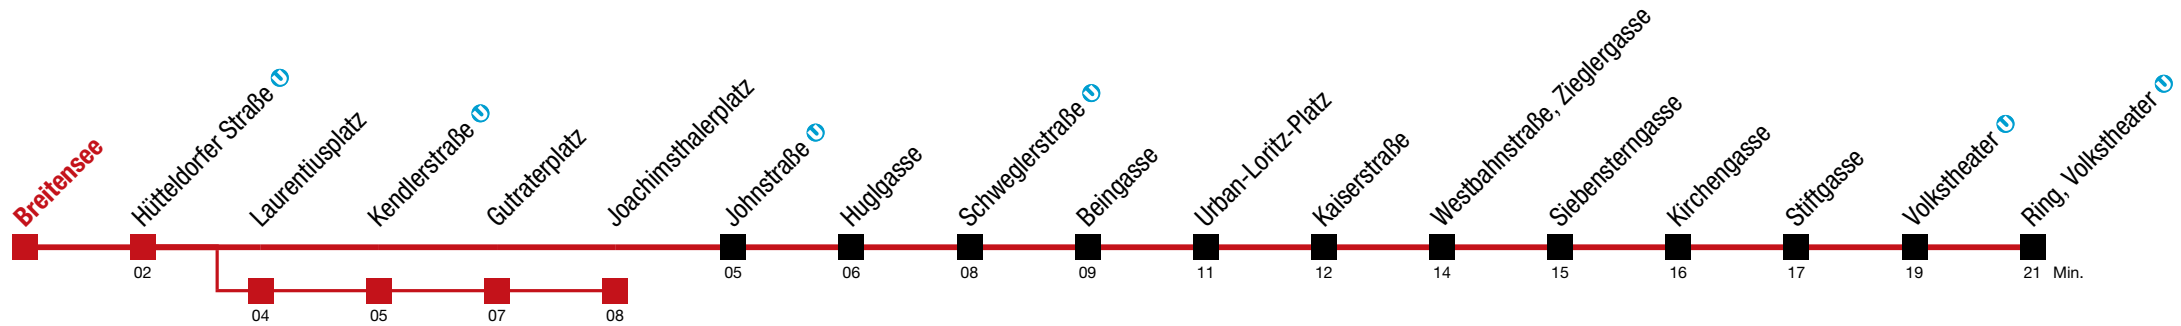 Breitensee
Hütteldorfer Straße U
Laurentiusplatz
Kendlerstraße U
Gutraterplatz
Joachimsthalerplatz
Johnstraße U
Huglgasse
Schweglerstraße U
Beingasse
Urban-Loritz-Platz
Kaiserstraße
Westbahnstraße, Zieglergasse
Siebensterngasse
Kirchengasse
Stiftgasse
Volkstheater U
Ring, Volkstheater U
02 05 06 08 09 11 12 14 15 16 17 19 21 Min.
04 05 07 08